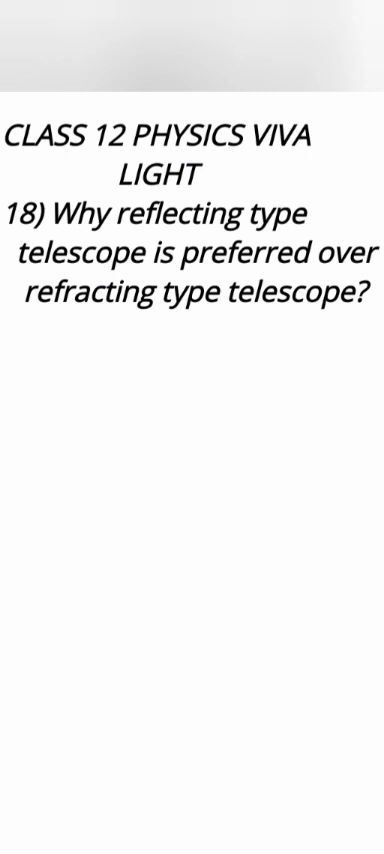 CLASS 12 PHYSICS VIVA
LIGHT
18) Why reflecting type
telescope is preferred over
refracting type telescope?